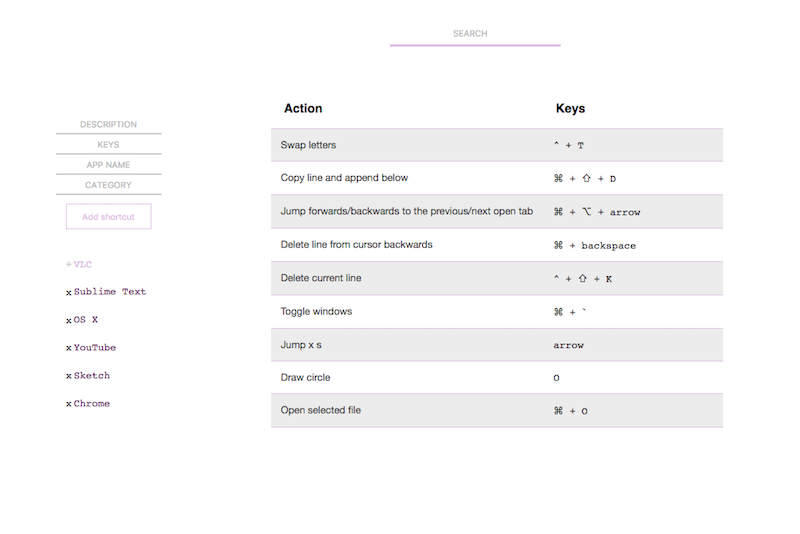 SEARCH
DESCRIPTION
KEYS
APP NAME
CATEGORY
Add shortcut
+ VLC
x Sublime Text
x OS X
x YouTube
x Sketch
x Chrome
Action Keys
Swap letters ⌃ + T
Copy line and append below ⌘ + ⇧ + D
Jump forwards/backwards to the previous/next open tab ⌘ + ⌥ + arrow
Delete line from cursor backwards ⌘ + backspace
Delete current line ⌃ + ⇧ + K
Toggle windows ⌘ + `
Jump x s arrow
Draw circle O
Open selected file ⌘ + O